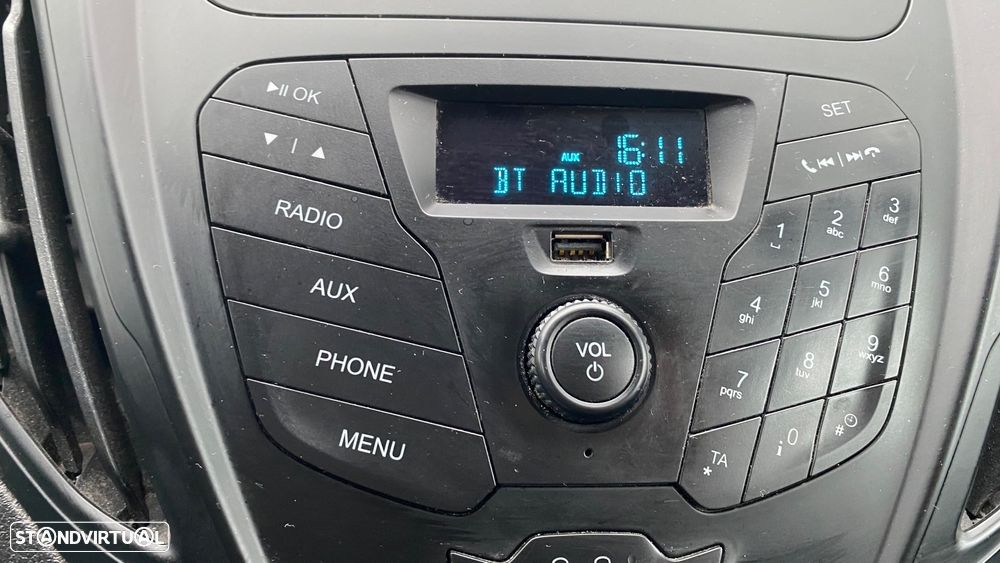 OK
SET
16:11
AUX
BT AUDIO
RADIO
AUX
PHONE
MENU
VOL
1
2
abc
3
def
4
ghi
5
jkl
6
mno
7
pqrs
8
tuv
9
wxyz
TA
*
0
i
#
STANDVIRTUAL